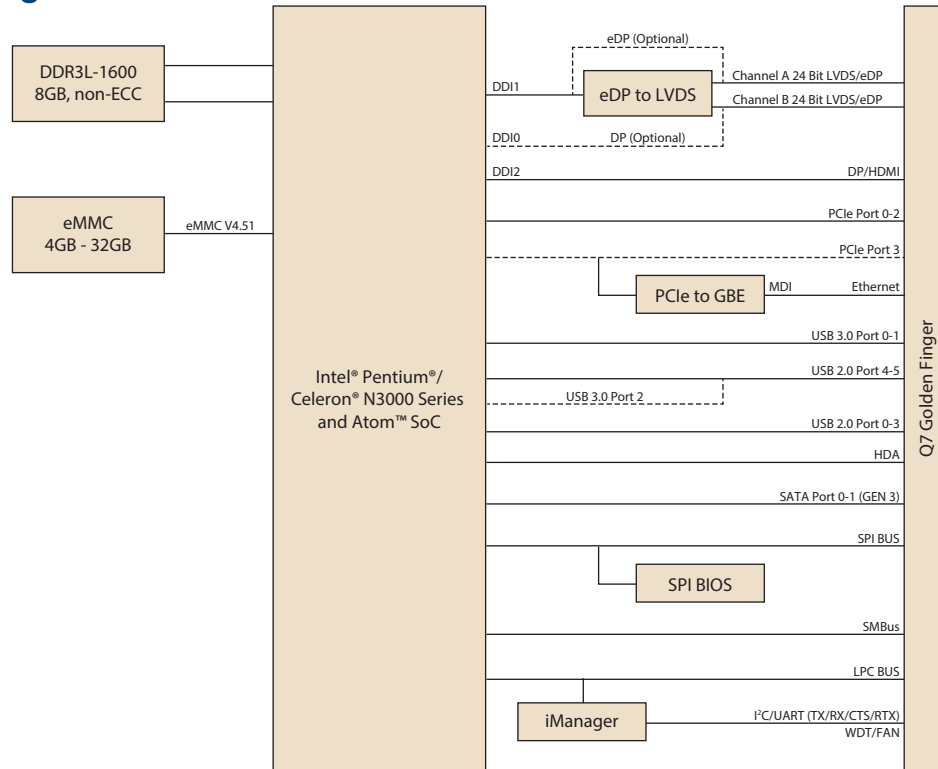 DDR3L-1600
8GB, non-ECC
eMMC
4GB - 32GB
eMMC V4.51
Intel® Pentium®/
Celeron® N3000 Series
and Atom™ SoC
eDP (Optional)
DDI1
eDP to LVDS
Channel A 24 Bit LVDS/eDP
Channel B 24 Bit LVDS/eDP
DDI0
DP (Optional)
DDI2
DP/HDMI
PCIe Port 0-2
PCIe Port 3
PCIe to GBE
MDI
Ethernet
USB 3.0 Port 0-1
USB 2.0 Port 4-5
USB 3.0 Port 2
USB 2.0 Port 0-3
HDA
SATA Port 0-1 (GEN 3)
SPI BUS
SPI BIOS
SMBus
LPC BUS
iManager
I²C/UART (TX/RX/CTS/RTX)
WDT/FAN
Q7 Golden Finger